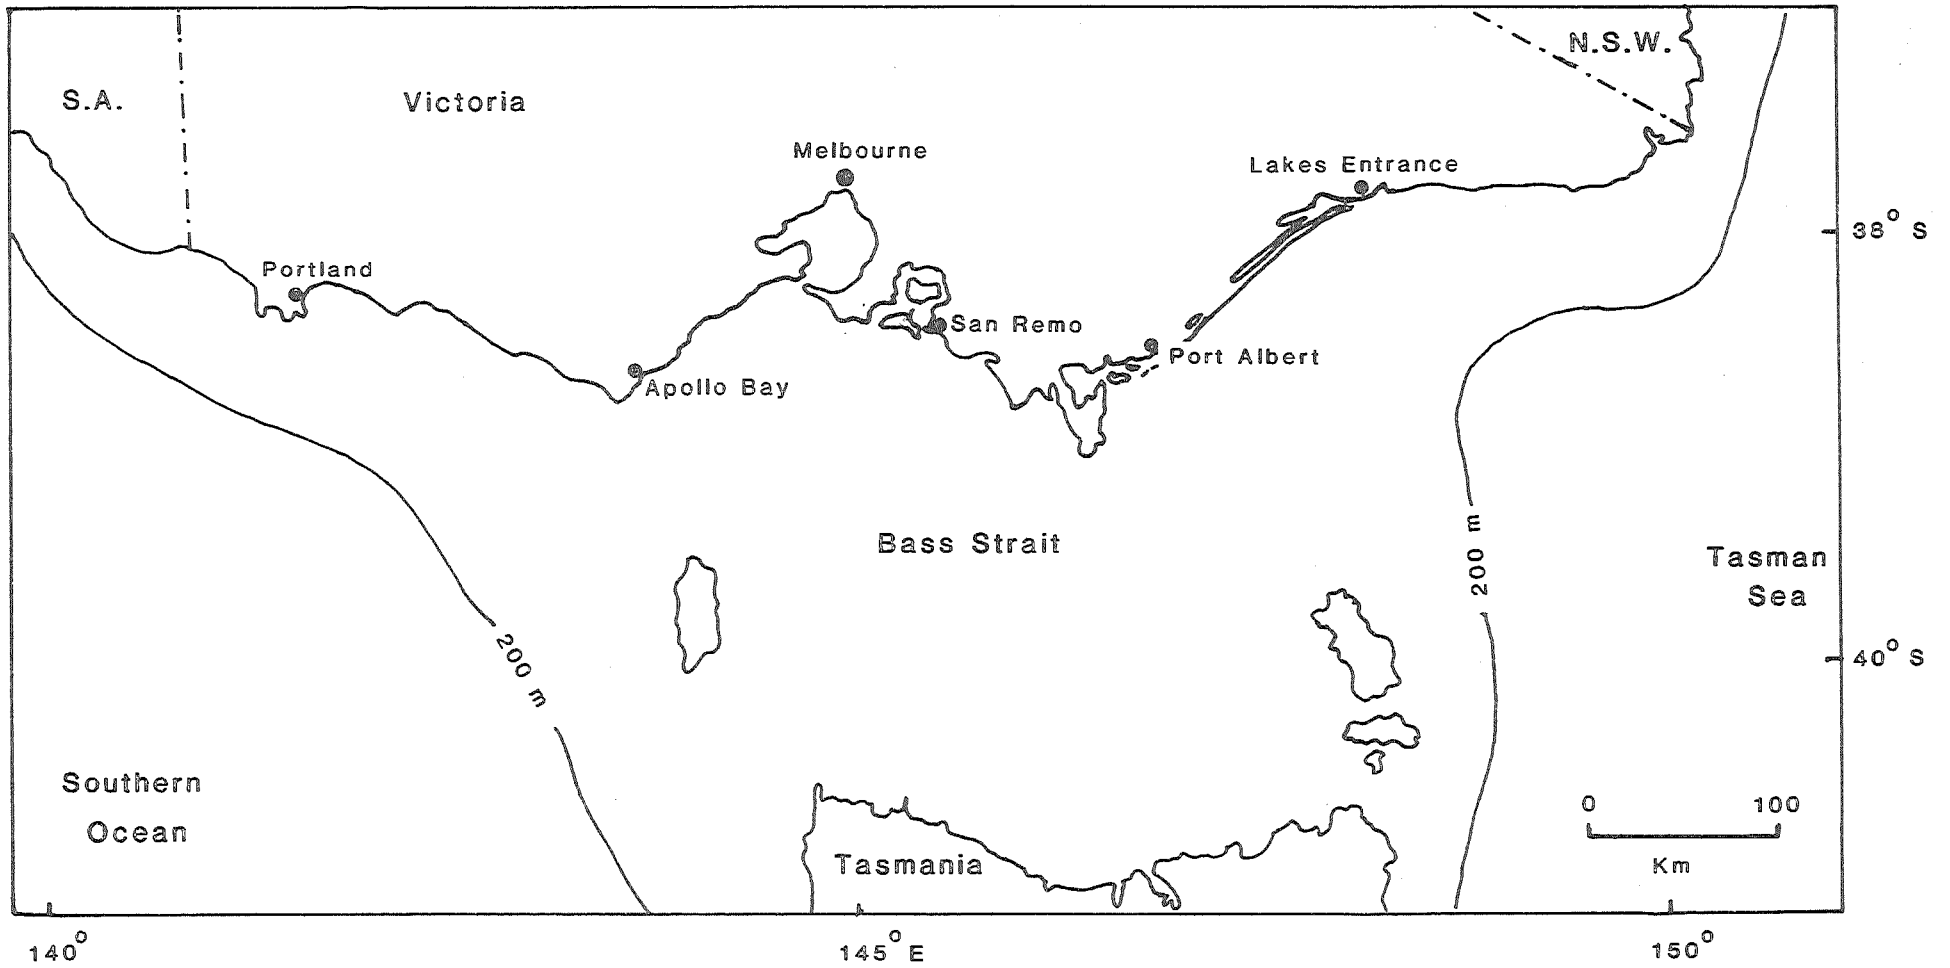 N.S.W.
S.A.
Victoria
Melbourne
Lakes Entrance
38° S
Portland
San Remo
Port Albert
Apollo Bay
Bass Strait
200 m
Tasman
Sea
40° S
200 m
Southern
Ocean
0 100
Km
Tasmania
140° 145° E 150°